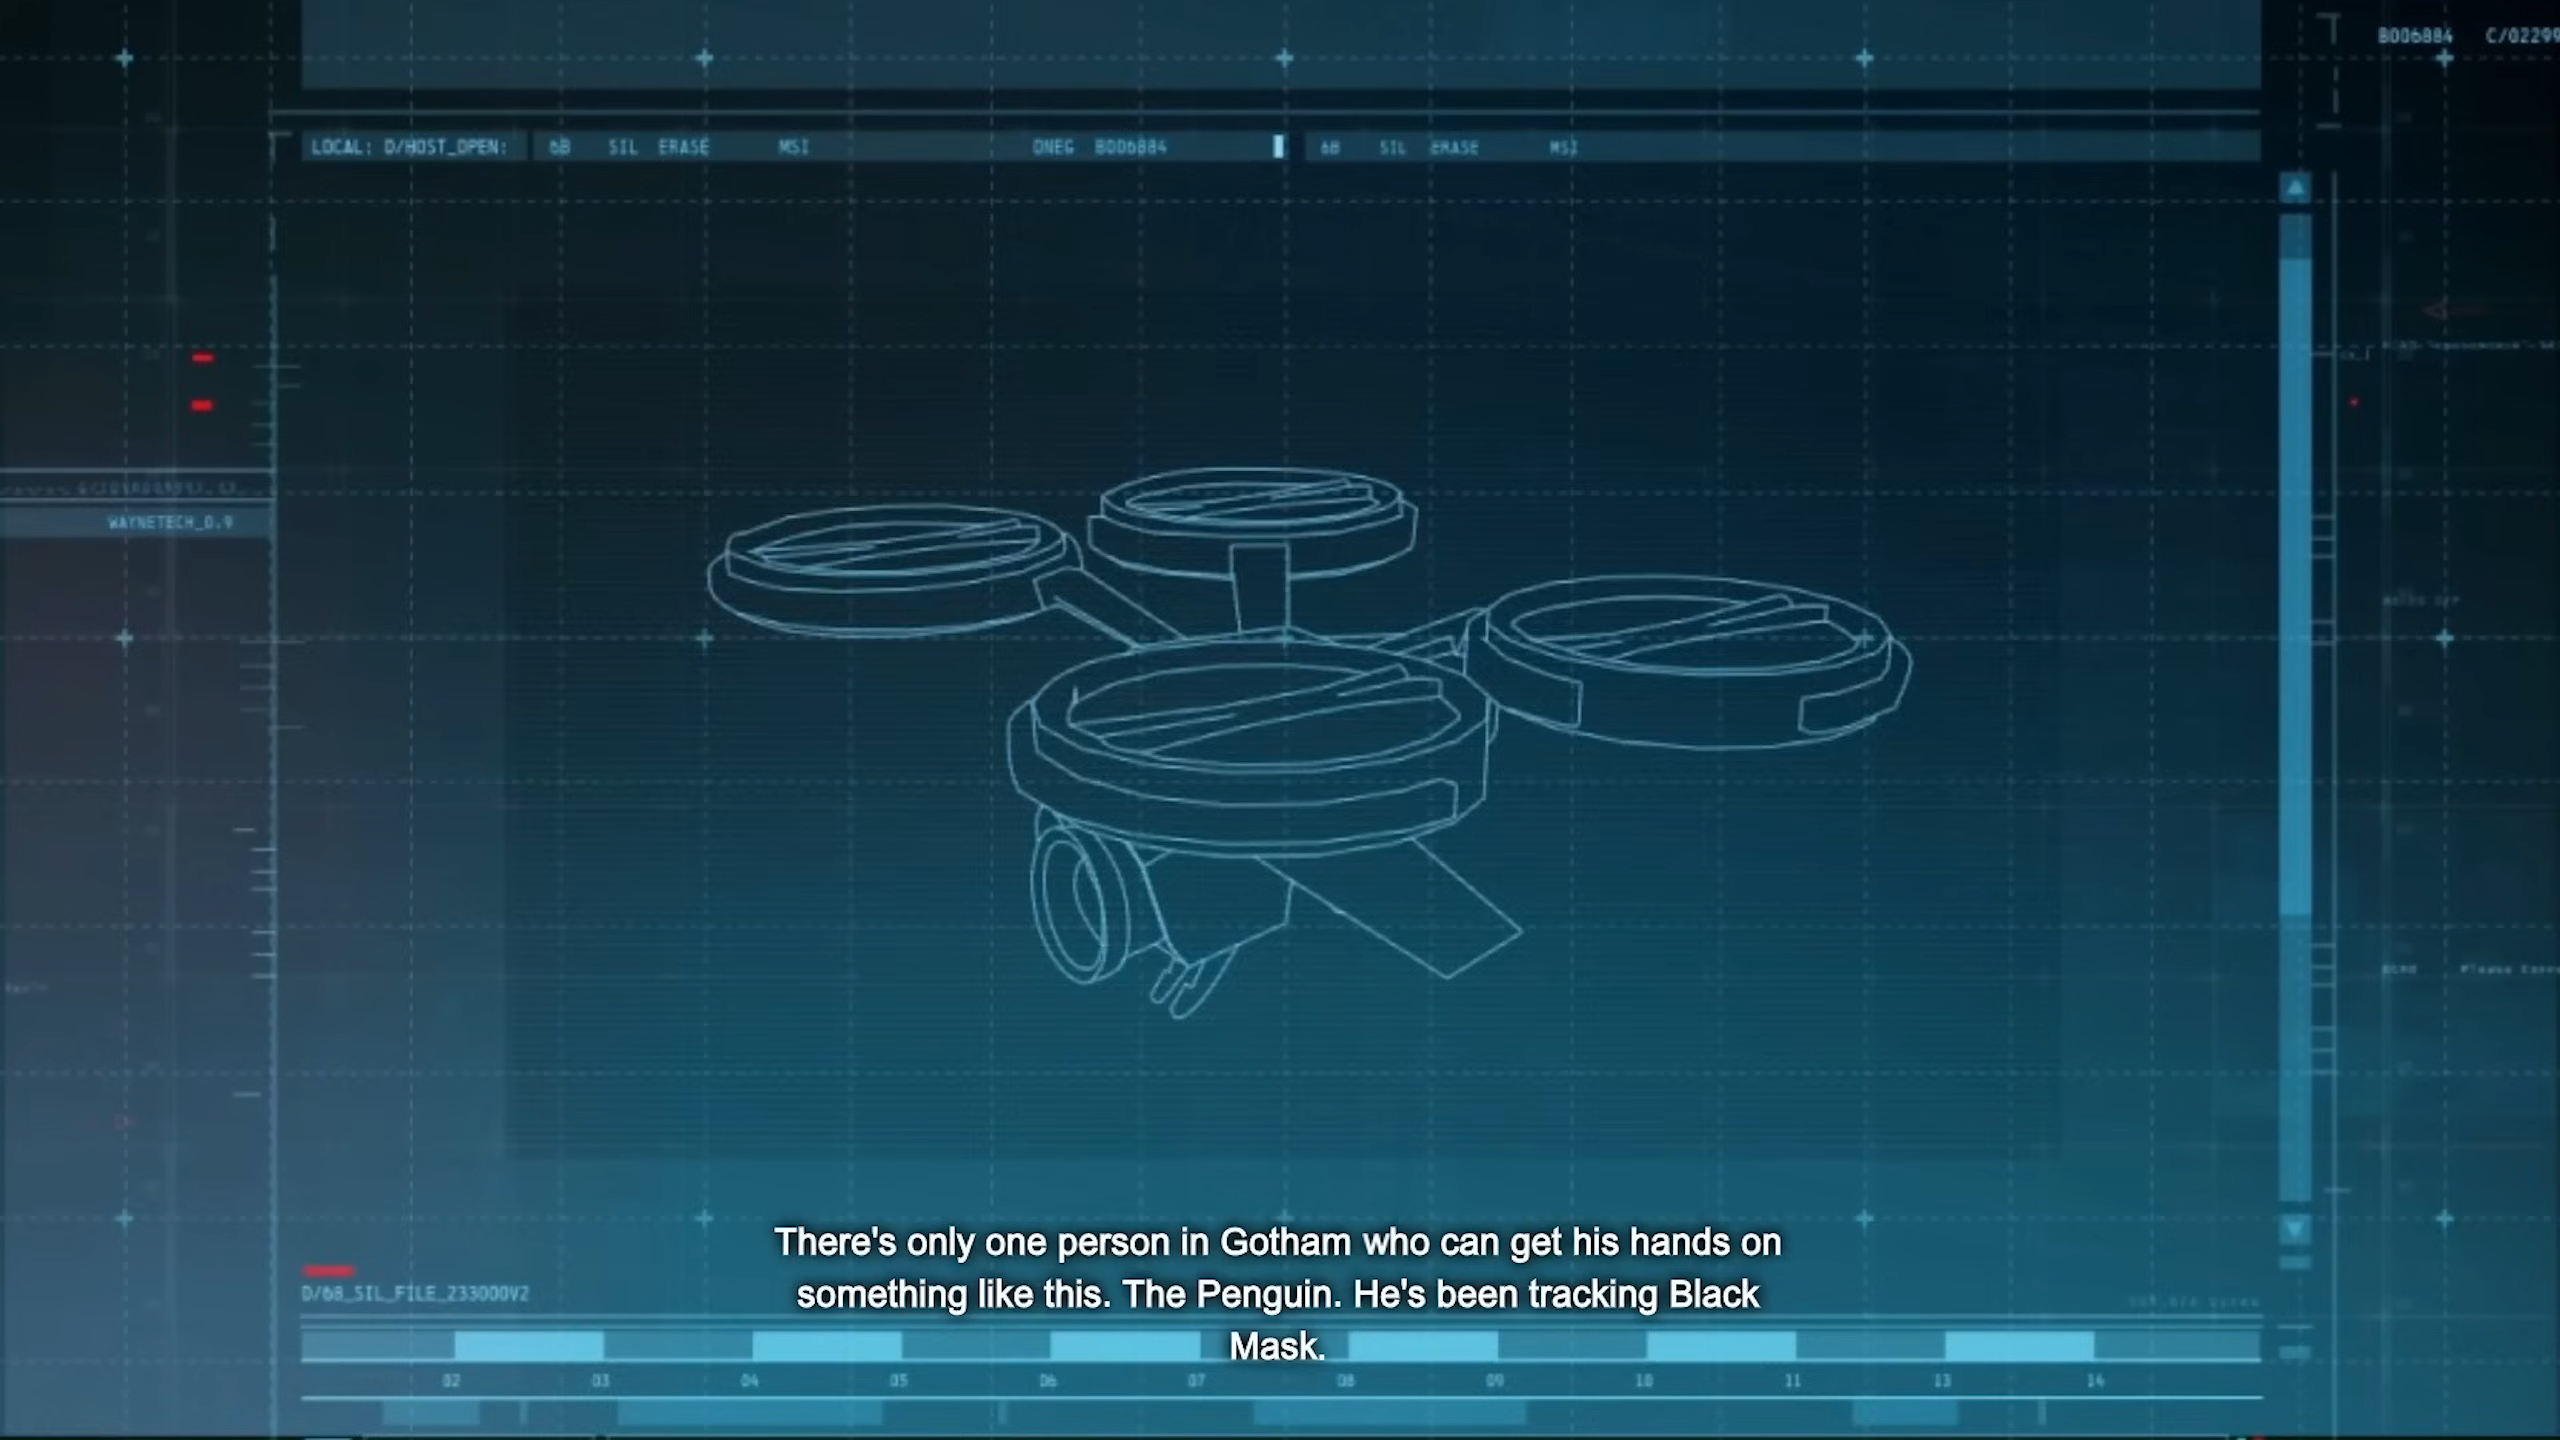 B006884 C/02299
LOCAL: D/HOST_OPEN: 6B SIL ERASE MSI ONEG B006884 6B SIL ERASE MSI
WAYNETECH_0.9
There's only one person in Gotham who can get his hands on
something like this. The Penguin. He's been tracking Black
Mask.
D/6B_SIL_FILE_233000V2
02 03 04 05 06 07 08 09 10 11 13 14